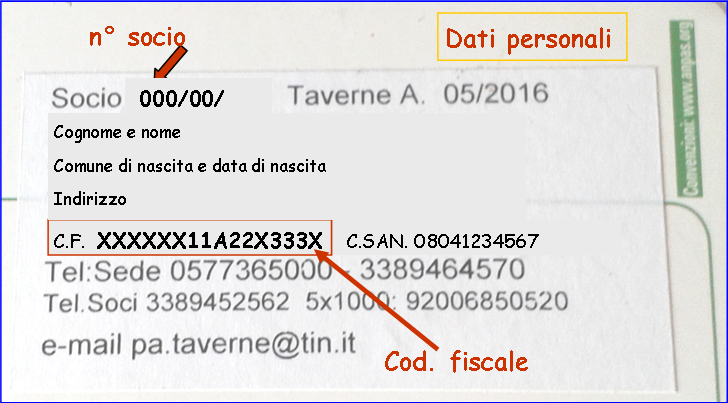 n° socio
Dati personali
Socio 000/00/ Taverne A. 05/2016
Cognome e nome
Comune di nascita e data di nascita
Indirizzo
C.F. XXXXXX11A22X333X C.SAN. 08041234567
Tel:Sede 0577365000 - 3389464570
Tel.Soci 3389452562 5x1000: 92006850520
e-mail pa.taverne@tin.it
Cod. fiscale
Convenzioni: www.anpas.org